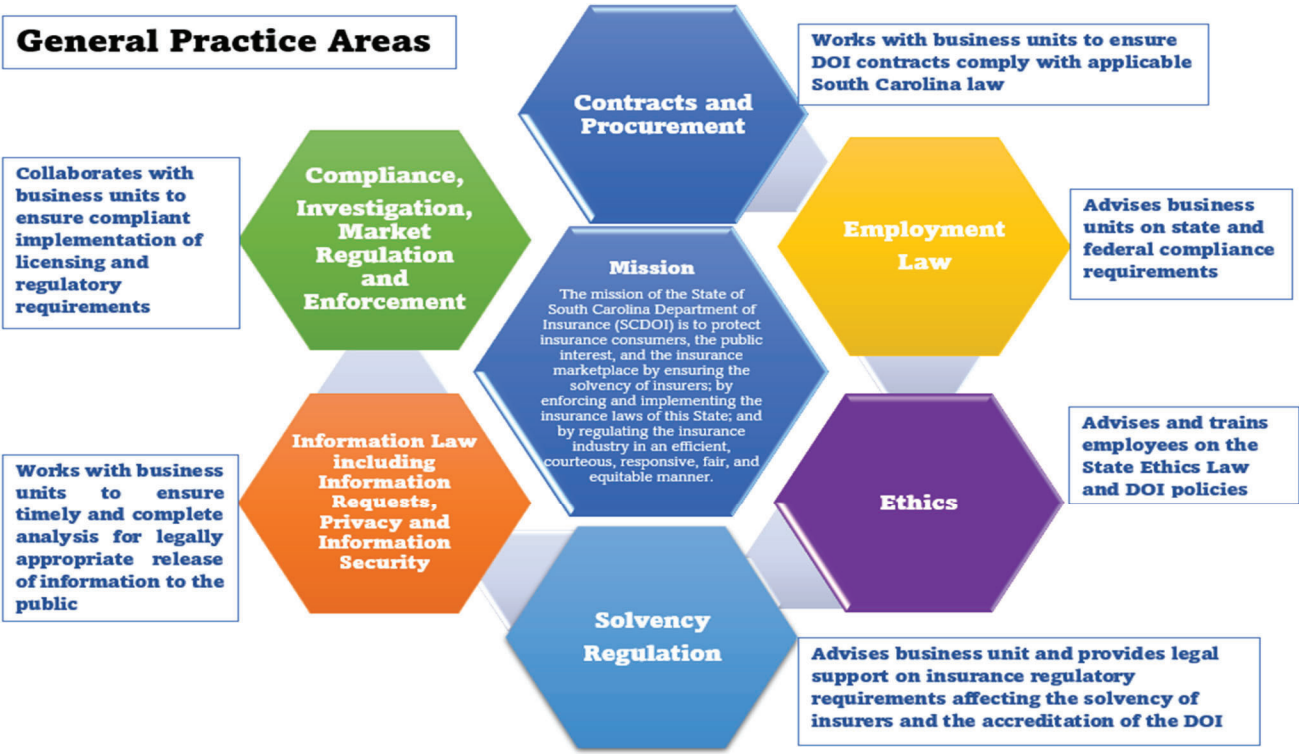 General Practice Areas
Contracts and
Procurement
Works with business units to ensure
DOI contracts comply with applicable
South Carolina law
Employment
Law
Advises business
units on state and
federal compliance
requirements
Ethics
Advises and trains
employees on the
State Ethics Law
and DOI policies
Solvency
Regulation
Advises business unit and provides legal
support on insurance regulatory
requirements affecting the solvency of
insurers and the accreditation of the DOI
Information Law
including
Information
Requests,
Privacy and
Information
Security
Works with business
units to ensure
timely and complete
analysis for legally
appropriate release
of information to the
public
Compliance,
Investigation,
Market
Regulation
and
Enforcement
Collaborates with
business units to
ensure compliant
implementation of
licensing and
regulatory
requirements
Mission
The mission of the State of
South Carolina Department of
Insurance (SCDOI) is to protect
insurance consumers, the public
interest, and the insurance
marketplace by ensuring the
solvency of insurers; by
enforcing and implementing the
insurance laws of this State; and
by regulating the insurance
industry in an efficient,
courteous, responsive, fair, and
equitable manner.